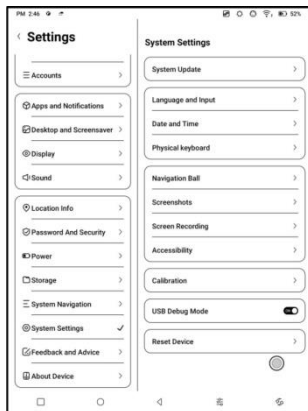 PM 2:46
52%
Settings
Accounts
Apps and Notifications
Desktop and Screensaver
Display
Sound
Location Info
Password And Security
Power
Storage
System Navigation
System Settings
Feedback and Advice
About Device
System Settings
System Update
Language and Input
Date and Time
Physical keyboard
Navigation Ball
Screenshots
Screen Recording
Accessibility
Calibration
USB Debug Mode
ON
Reset Device